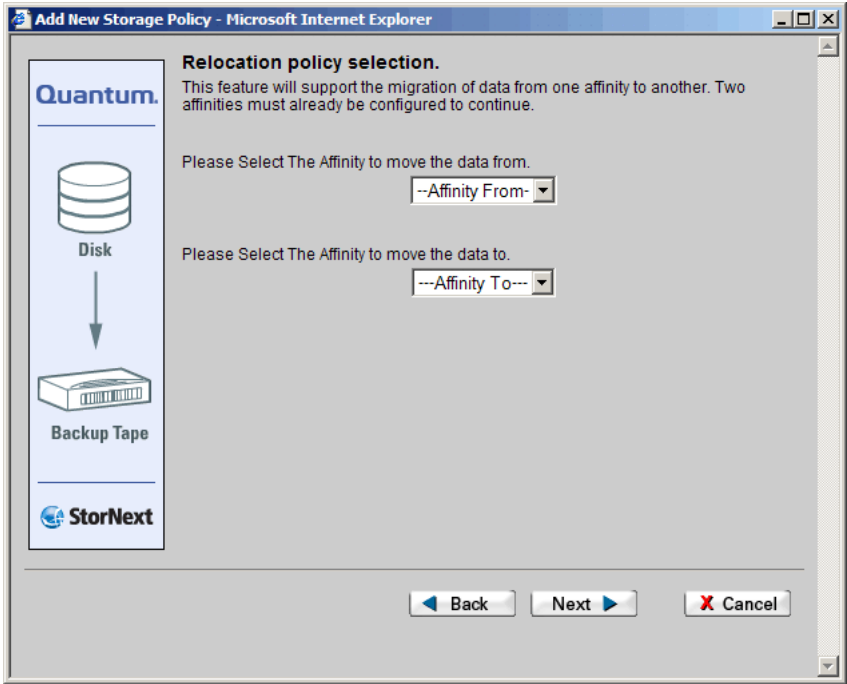 Add New Storage Policy - Microsoft Internet Explorer
Quantum.
Disk
Backup Tape
StorNext
Relocation policy selection.
This feature will support the migration of data from one affinity to another. Two
affinities must already be configured to continue.
Please Select The Affinity to move the data from.
--Affinity From-
Please Select The Affinity to move the data to.
---Affinity To---
Back
Next
X Cancel